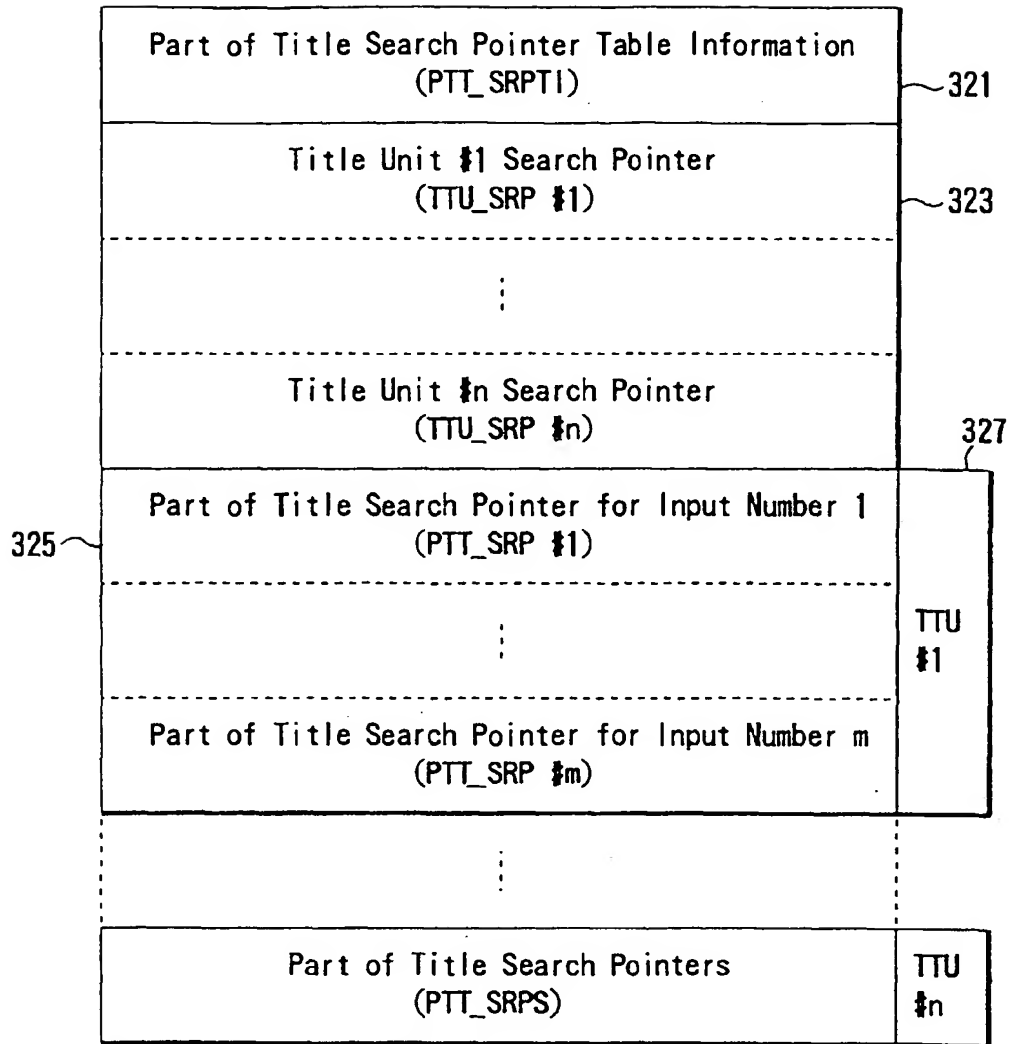 Part of Title Search Pointer Table Information
(PTT_SRPTI)
321
Title Unit #1 Search Pointer
(TTU_SRP #1)
323
Title Unit #n Search Pointer
(TTU_SRP #n)
327
Part of Title Search Pointer for Input Number 1
(PTT_SRP #1)
325
TTU
#1
Part of Title Search Pointer for Input Number m
(PTT_SRP #m)
Part of Title Search Pointers
(PTT_SRPS)
TTU
#n